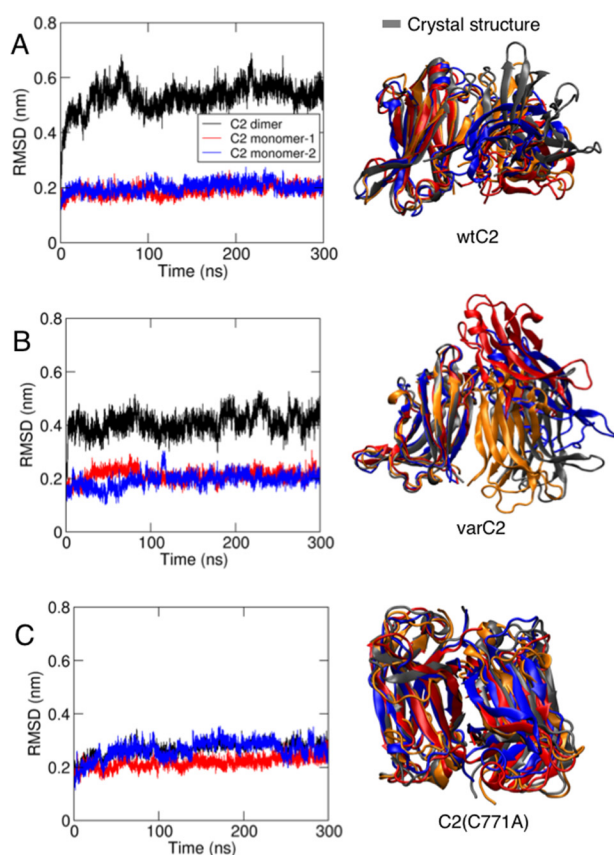 A
RMSD (nm)
0.8
0.6
0.4
0.2
0
0
100
200
300
Time (ns)
C2 dimer
C2 monomer-1
C2 monomer-2
Crystal structure
wtC2
B
RMSD (nm)
0.8
0.6
0.4
0.2
0
0
100
200
300
Time (ns)
varC2
C
RMSD (nm)
0.8
0.6
0.4
0.2
0
0
100
200
300
Time (ns)
C2(C771A)